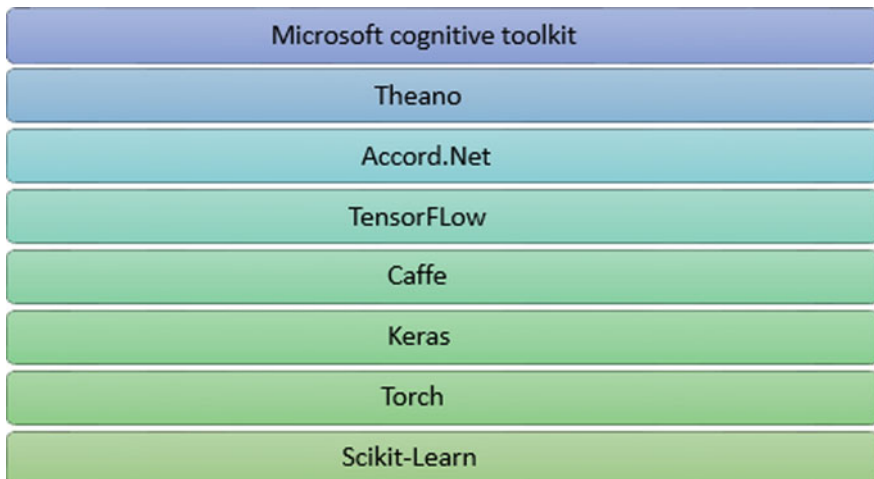 Microsoft cognitive toolkit
Theano
Accord.Net
TensorFLow
Caffe
Keras
Torch
Scikit-Learn